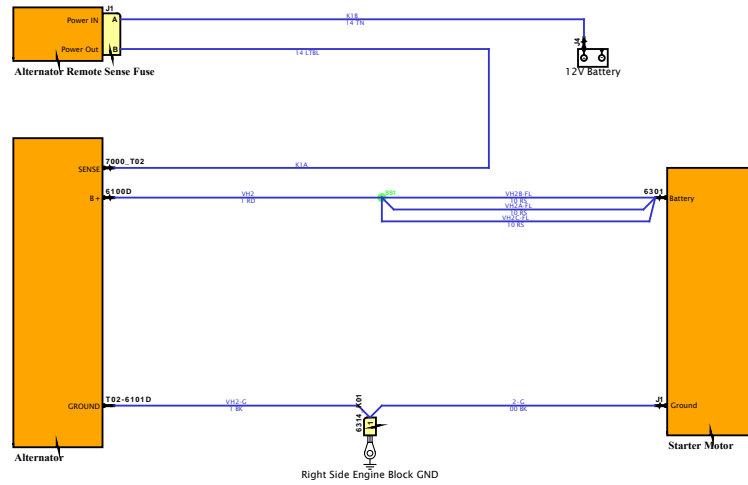 J1
Power IN
A
K1B
14 TN
Power Out
B
14 LTBL
J4
12V Battery
Alternator Remote Sense Fuse
SENSE
7000_T02
K1A
B+
6100D
VH2
1 RD
S81
VH2B-FL
10 RS
VH2A-FL
10 RS
VH2C-FL
10 RS
6301
Battery
GROUND
T02-6101D
VH2-G
1 BK
6314
X01
1
2-G
00 BK
J1
Ground
Alternator
Starter Motor
Right Side Engine Block GND